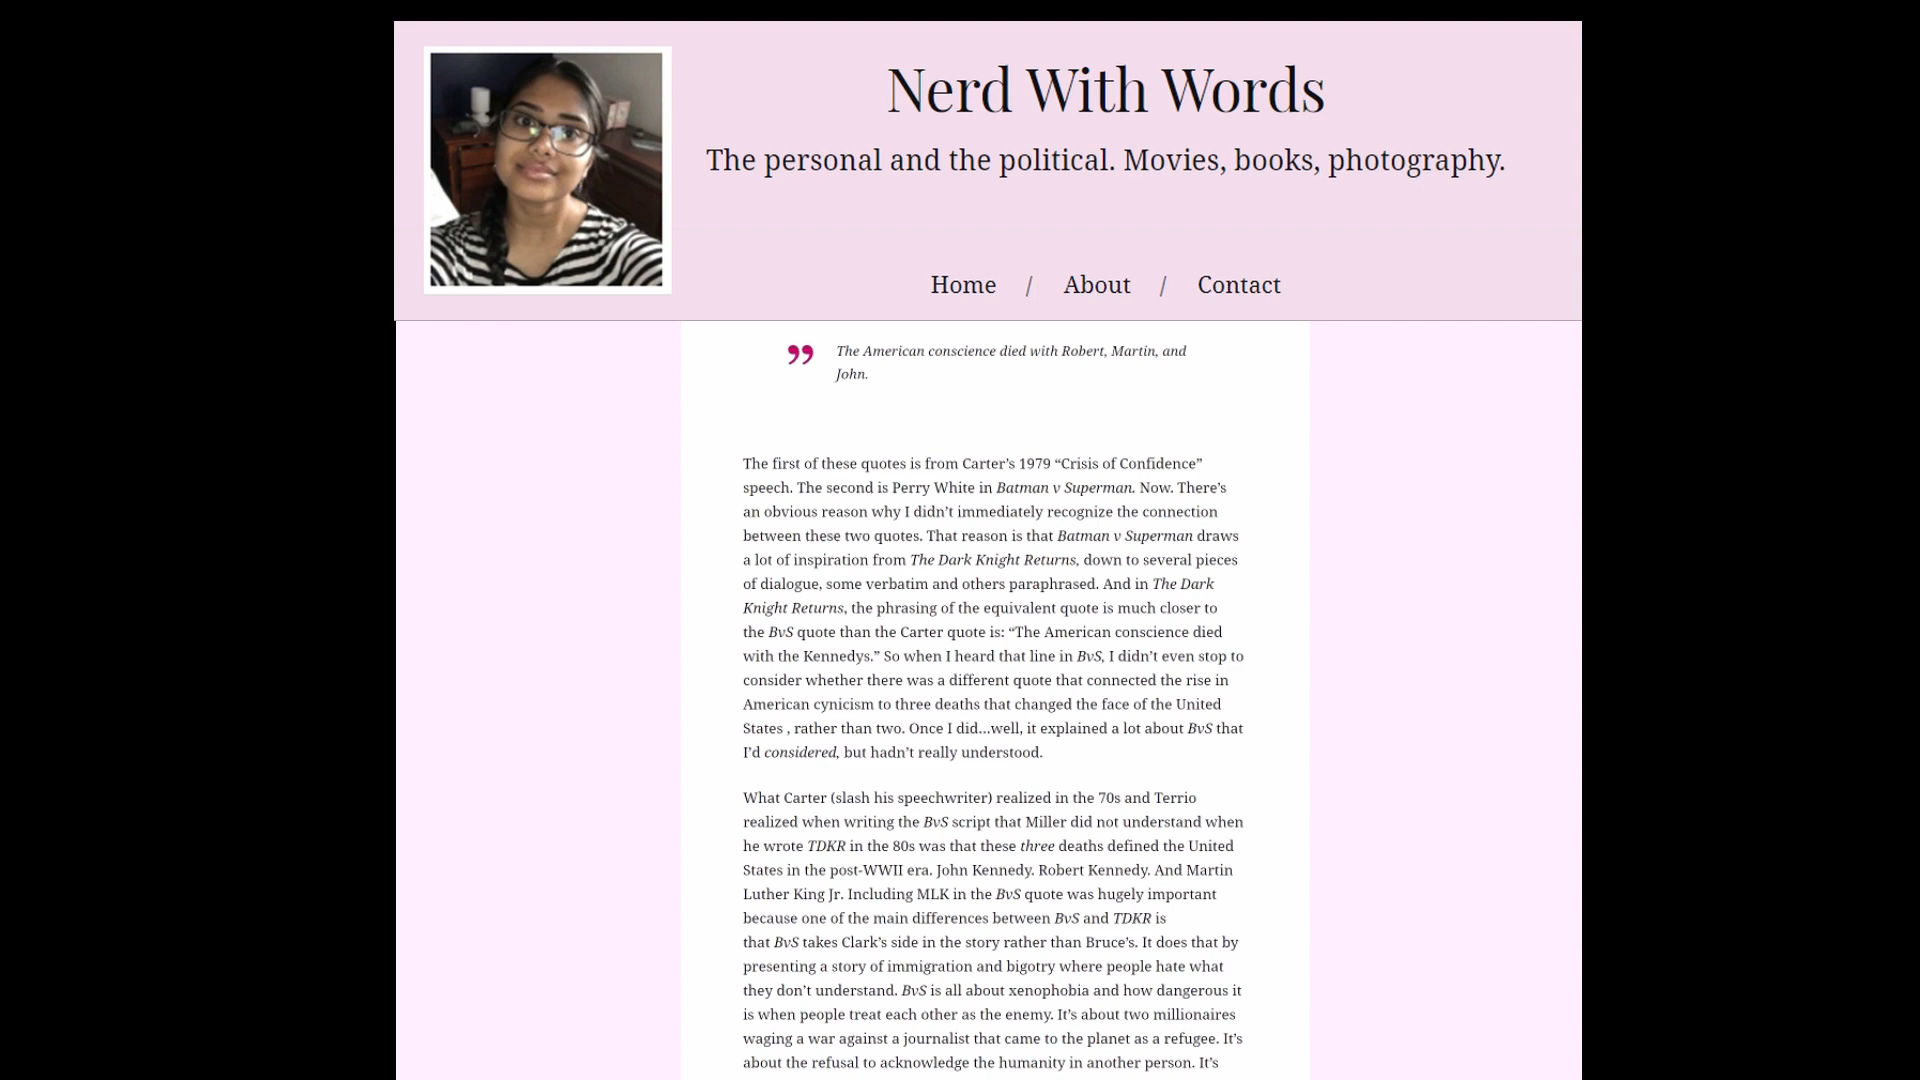 Nerd With Words
The personal and the political. Movies, books, photography.
Home / About / Contact
” The American conscience died with Robert, Martin, and
John.
The first of these quotes is from Carter’s 1979 “Crisis of Confidence”
speech. The second is Perry White in Batman v Superman. Now. There’s
an obvious reason why I didn’t immediately recognize the connection
between these two quotes. That reason is that Batman v Superman draws
a lot of inspiration from The Dark Knight Returns, down to several pieces
of dialogue, some verbatim and others paraphrased. And in The Dark
Knight Returns, the phrasing of the equivalent quote is much closer to
the BvS quote than the Carter quote is: “The American conscience died
with the Kennedys.” So when I heard that line in BvS, I didn’t even stop to
consider whether there was a different quote that connected the rise in
American cynicism to three deaths that changed the face of the United
States , rather than two. Once I did…well, it explained a lot about BvS that
I’d considered, but hadn’t really understood.
What Carter (slash his speechwriter) realized in the 70s and Terrio
realized when writing the BvS script that Miller did not understand when
he wrote TDKR in the 80s was that these three deaths defined the United
States in the post-WWII era. John Kennedy. Robert Kennedy. And Martin
Luther King Jr. Including MLK in the BvS quote was hugely important
because one of the main differences between BvS and TDKR is
that BvS takes Clark’s side in the story rather than Bruce’s. It does that by
presenting a story of immigration and bigotry where people hate what
they don’t understand. BvS is all about xenophobia and how dangerous it
is when people treat each other as the enemy. It’s about two millionaires
waging a war against a journalist that came to the planet as a refugee. It’s
about the refusal to acknowledge the humanity in another person. It’s